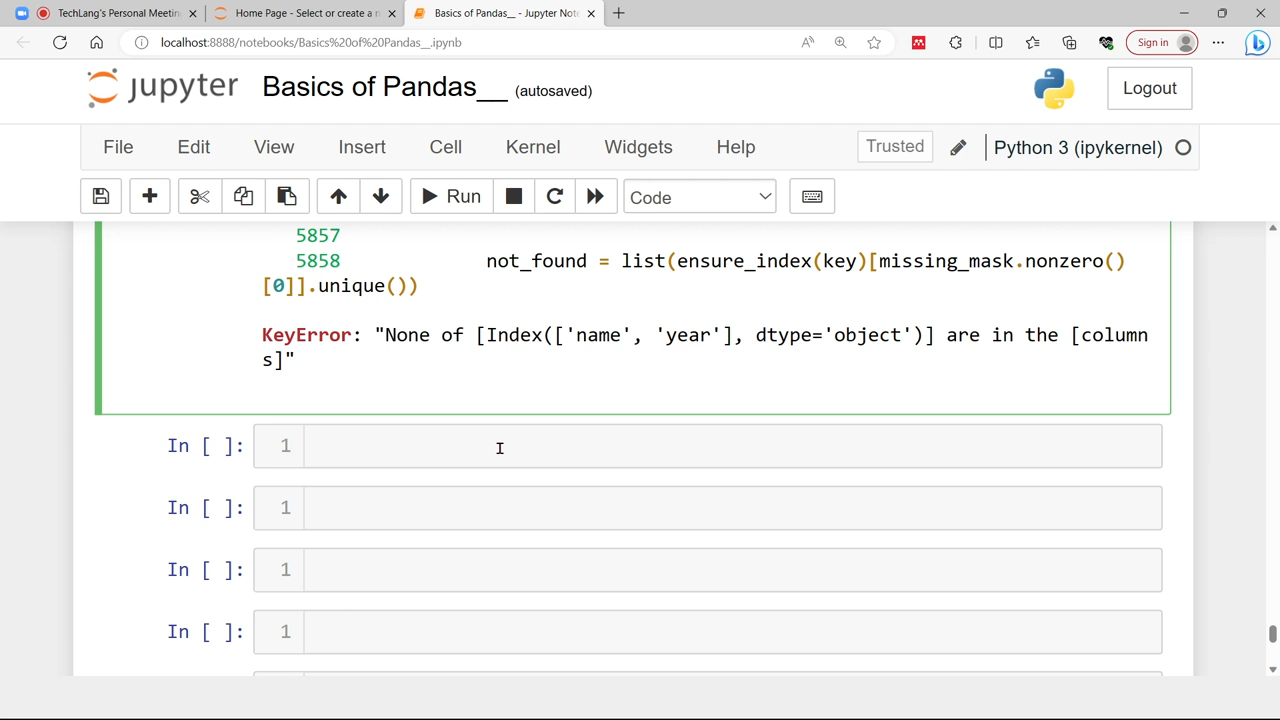 TechLang's Personal Meetin
Home Page - Select or create a n
Basics of Pandas__ - Jupyter Note
localhost:8888/notebooks/Basics%20of%20Pandas__.ipynb
Sign in
jupyter Basics of Pandas__ (autosaved)
Logout
File Edit View Insert Cell Kernel Widgets Help
Trusted
Python 3 (ipykernel)
Run
Code
5857
5858 not_found = list(ensure_index(key)[missing_mask.nonzero()
[0]].unique())
KeyError: "None of [Index(['name', 'year'], dtype='object')] are in the [column
s]"
In [ ]: 1
In [ ]: 1
In [ ]: 1
In [ ]: 1